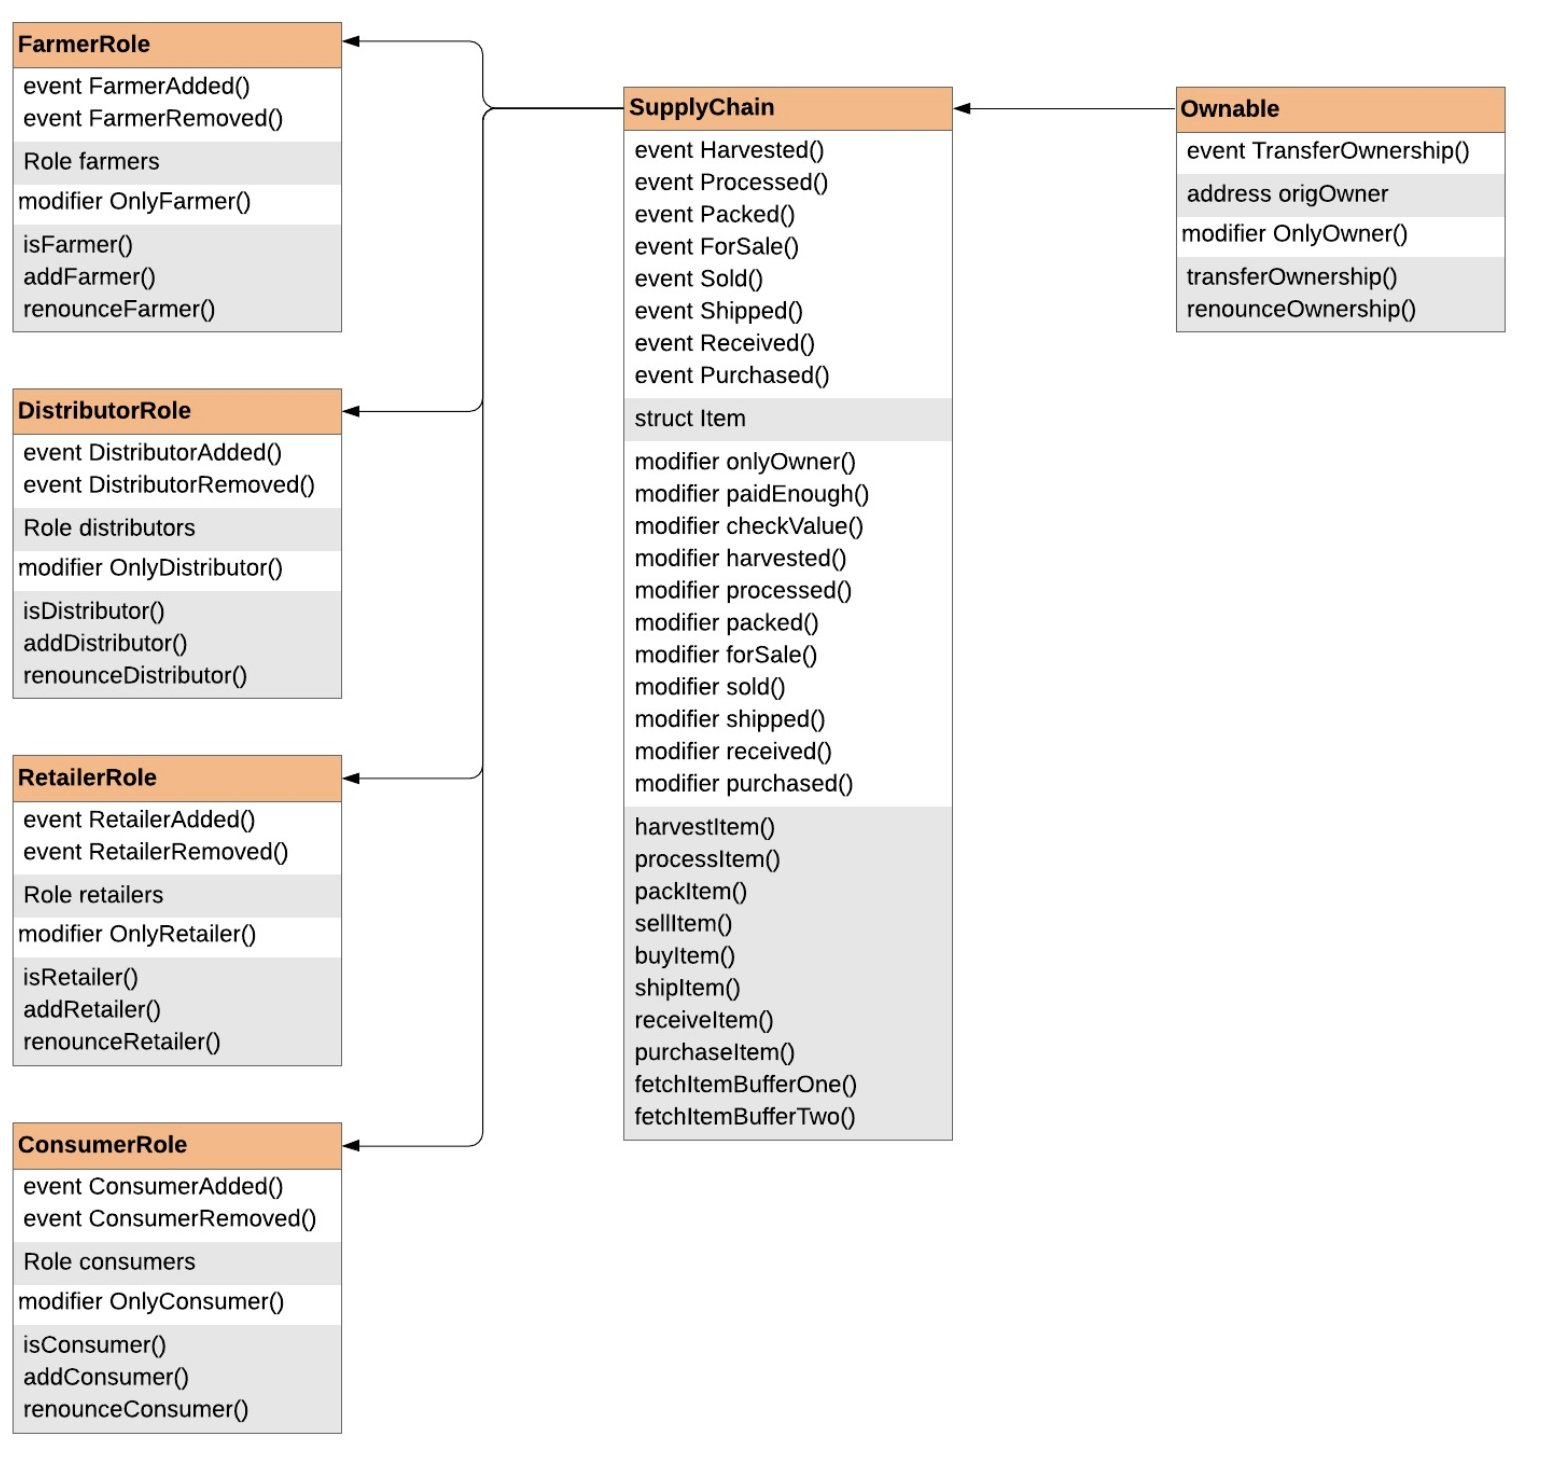 FarmerRole
event FarmerAdded()
event FarmerRemoved()
Role farmers
modifier OnlyFarmer()
isFarmer()
addFarmer()
renounceFarmer()
DistributorRole
event DistributorAdded()
event DistributorRemoved()
Role distributors
modifier OnlyDistributor()
isDistributor()
addDistributor()
renounceDistributor()
RetailerRole
event RetailerAdded()
event RetailerRemoved()
Role retailers
modifier OnlyRetailer()
isRetailer()
addRetailer()
renounceRetailer()
ConsumerRole
event ConsumerAdded()
event ConsumerRemoved()
Role consumers
modifier OnlyConsumer()
isConsumer()
addConsumer()
renounceConsumer()
SupplyChain
event Harvested()
event Processed()
event Packed()
event ForSale()
event Sold()
event Shipped()
event Received()
event Purchased()
struct Item
modifier onlyOwner()
modifier paidEnough()
modifier checkValue()
modifier harvested()
modifier processed()
modifier packed()
modifier forSale()
modifier sold()
modifier shipped()
modifier received()
modifier purchased()
harvestItem()
processItem()
packItem()
sellItem()
buyItem()
shipItem()
receiveItem()
purchaseItem()
fetchItemBufferOne()
fetchItemBufferTwo()
Ownable
event TransferOwnership()
address origOwner
modifier OnlyOwner()
transferOwnership()
renounceOwnership()